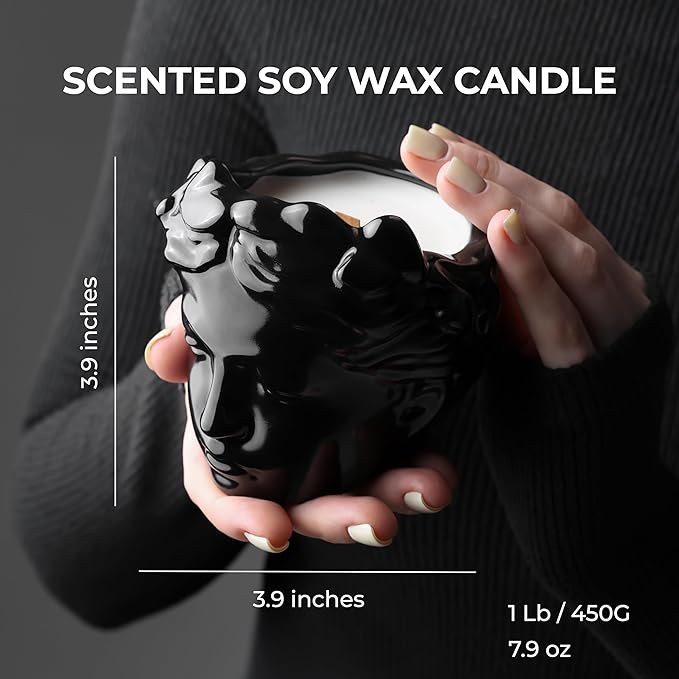 SCENTED SOY WAX CANDLE
3.9 inches
3.9 inches
1 Lb / 450G
7.9 oz